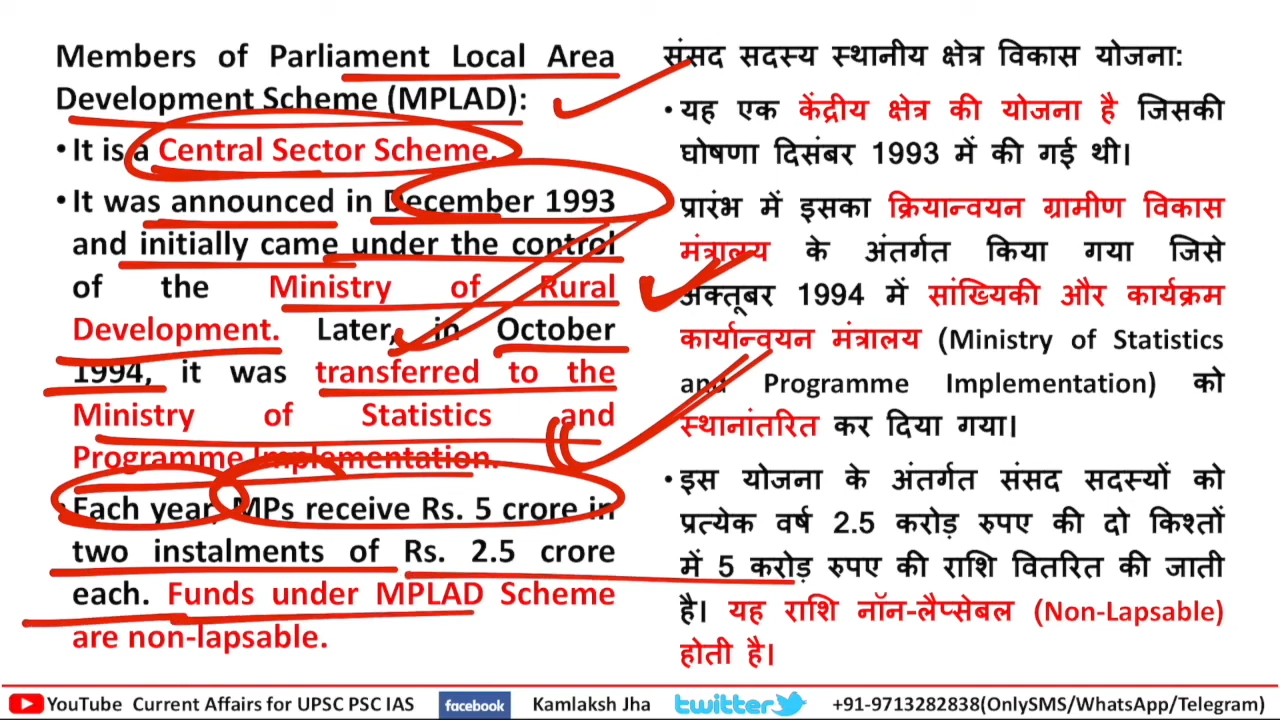 Members of Parliament Local Area
Development Scheme (MPLAD):
•It is a Central Sector Scheme.
•It was announced in December 1993
and initially came under the control
of the Ministry of Rural
Development. Later, in October
1994, it was transferred to the
Ministry of Statistics and
Programme Implementation.
•Each year, MPs receive Rs. 5 crore in
two instalments of Rs. 2.5 crore
each. Funds under MPLAD Scheme
are non-lapsable.
संसद सदस्य स्थानीय क्षेत्र विकास योजना:
•यह एक केंद्रीय क्षेत्र की योजना है जिसकी
घोषणा दिसंबर 1993 में की गई थी।
प्रारंभ में इसका क्रियान्वयन ग्रामीण विकास
मंत्रालय के अंतर्गत किया गया जिसे
अक्तूबर 1994 में सांख्यिकी और कार्यक्रम
कार्यान्वयन मंत्रालय (Ministry of Statistics
and Programme Implementation) को
स्थानांतरित कर दिया गया।
•इस योजना के अंतर्गत संसद सदस्यों को
प्रत्येक वर्ष 2.5 करोड़ रुपए की दो किश्तों
में 5 करोड़ रुपए की राशि वितरित की जाती
है। यह राशि नॉन-लैप्सेबल (Non-Lapsable)
होती है।
YouTube Current Affairs for UPSC PSC IAS facebook Kamlaksh Jha twitter +91-9713282838(OnlySMS/WhatsApp/Telegram)